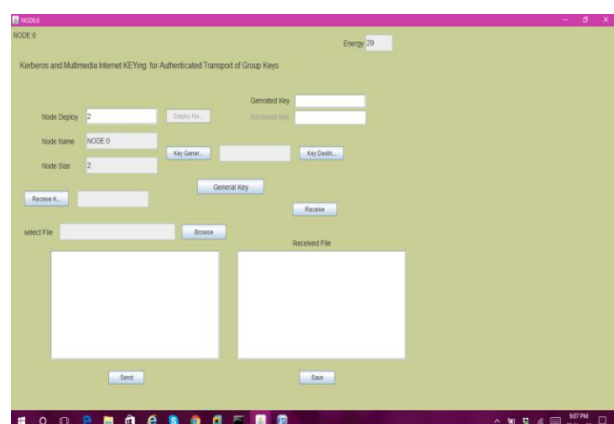 NODE:0
NODE:0
Energy 29
Kerberos and Multimedia Internet KEYing for Authenticated Transport of Group Keys
Genrated Key
Node Deploy 2 Deploy No... Received Key
Node Name NODE:0
Key Gener... Key Destri...
Node Size 2
General Key
Receive K...
Receive
select File Browse
Received File
Send Save
9:07 PM